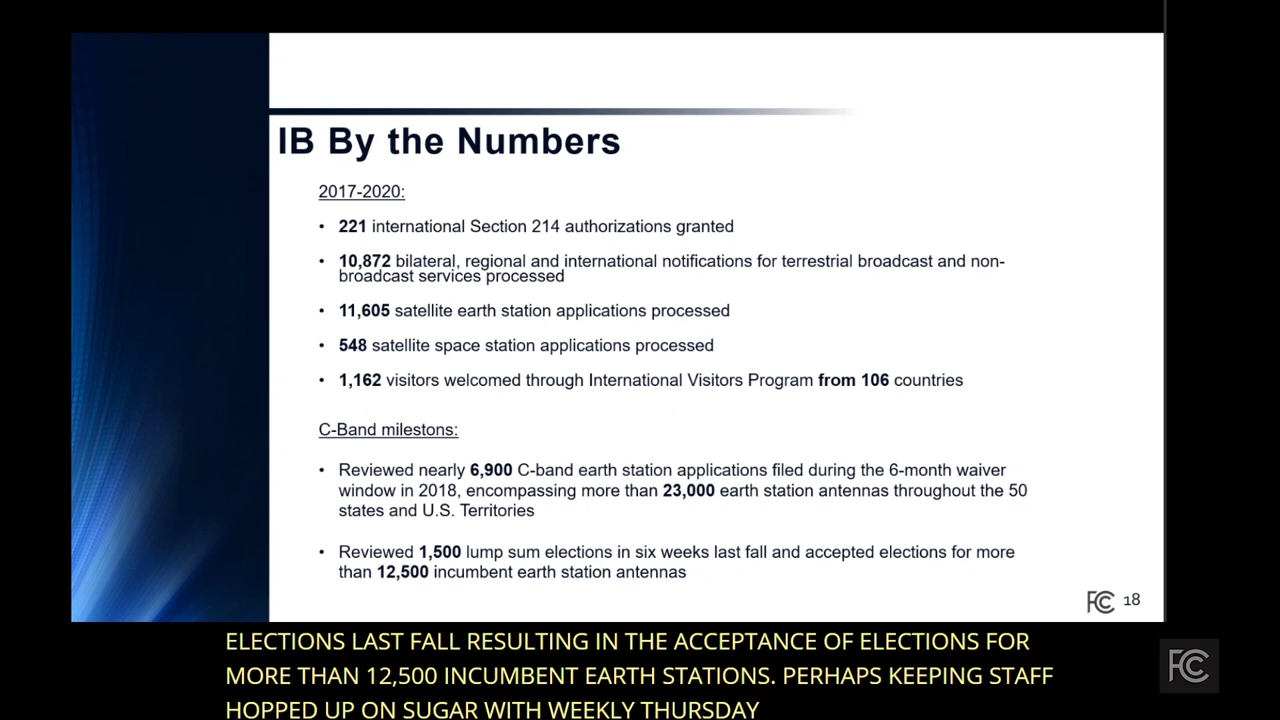 IB By the Numbers
2017-2020:
• 221 international Section 214 authorizations granted
• 10,872 bilateral, regional and international notifications for terrestrial broadcast and non-
broadcast services processed
• 11,605 satellite earth station applications processed
• 548 satellite space station applications processed
• 1,162 visitors welcomed through International Visitors Program from 106 countries
C-Band milestones:
• Reviewed nearly 6,900 C-band earth station applications filed during the 6-month waiver
window in 2018, encompassing more than 23,000 earth station antennas throughout the 50
states and U.S. Territories
• Reviewed 1,500 lump sum elections in six weeks last fall and accepted elections for more
than 12,500 incumbent earth station antennas
FCC 18
ELECTIONS LAST FALL RESULTING IN THE ACCEPTANCE OF ELECTIONS FOR
MORE THAN 12,500 INCUMBENT EARTH STATIONS. PERHAPS KEEPING STAFF
HOPPED UP ON SUGAR WITH WEEKLY THURSDAY
FCC